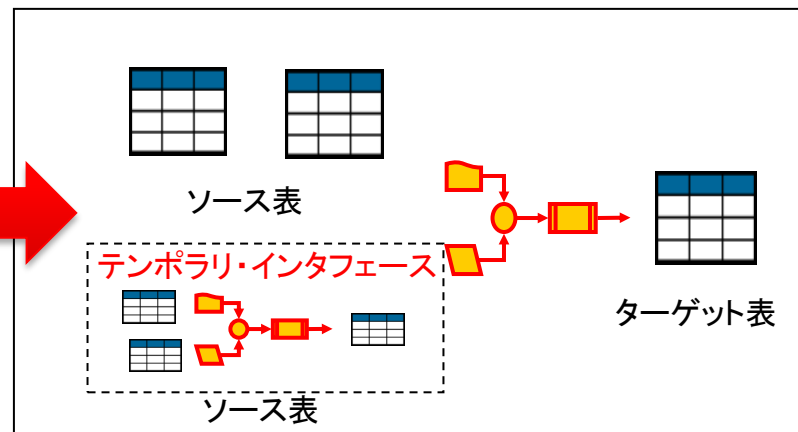 ソース表
テンポラリ・インタフェース
ターゲット表
ソース表